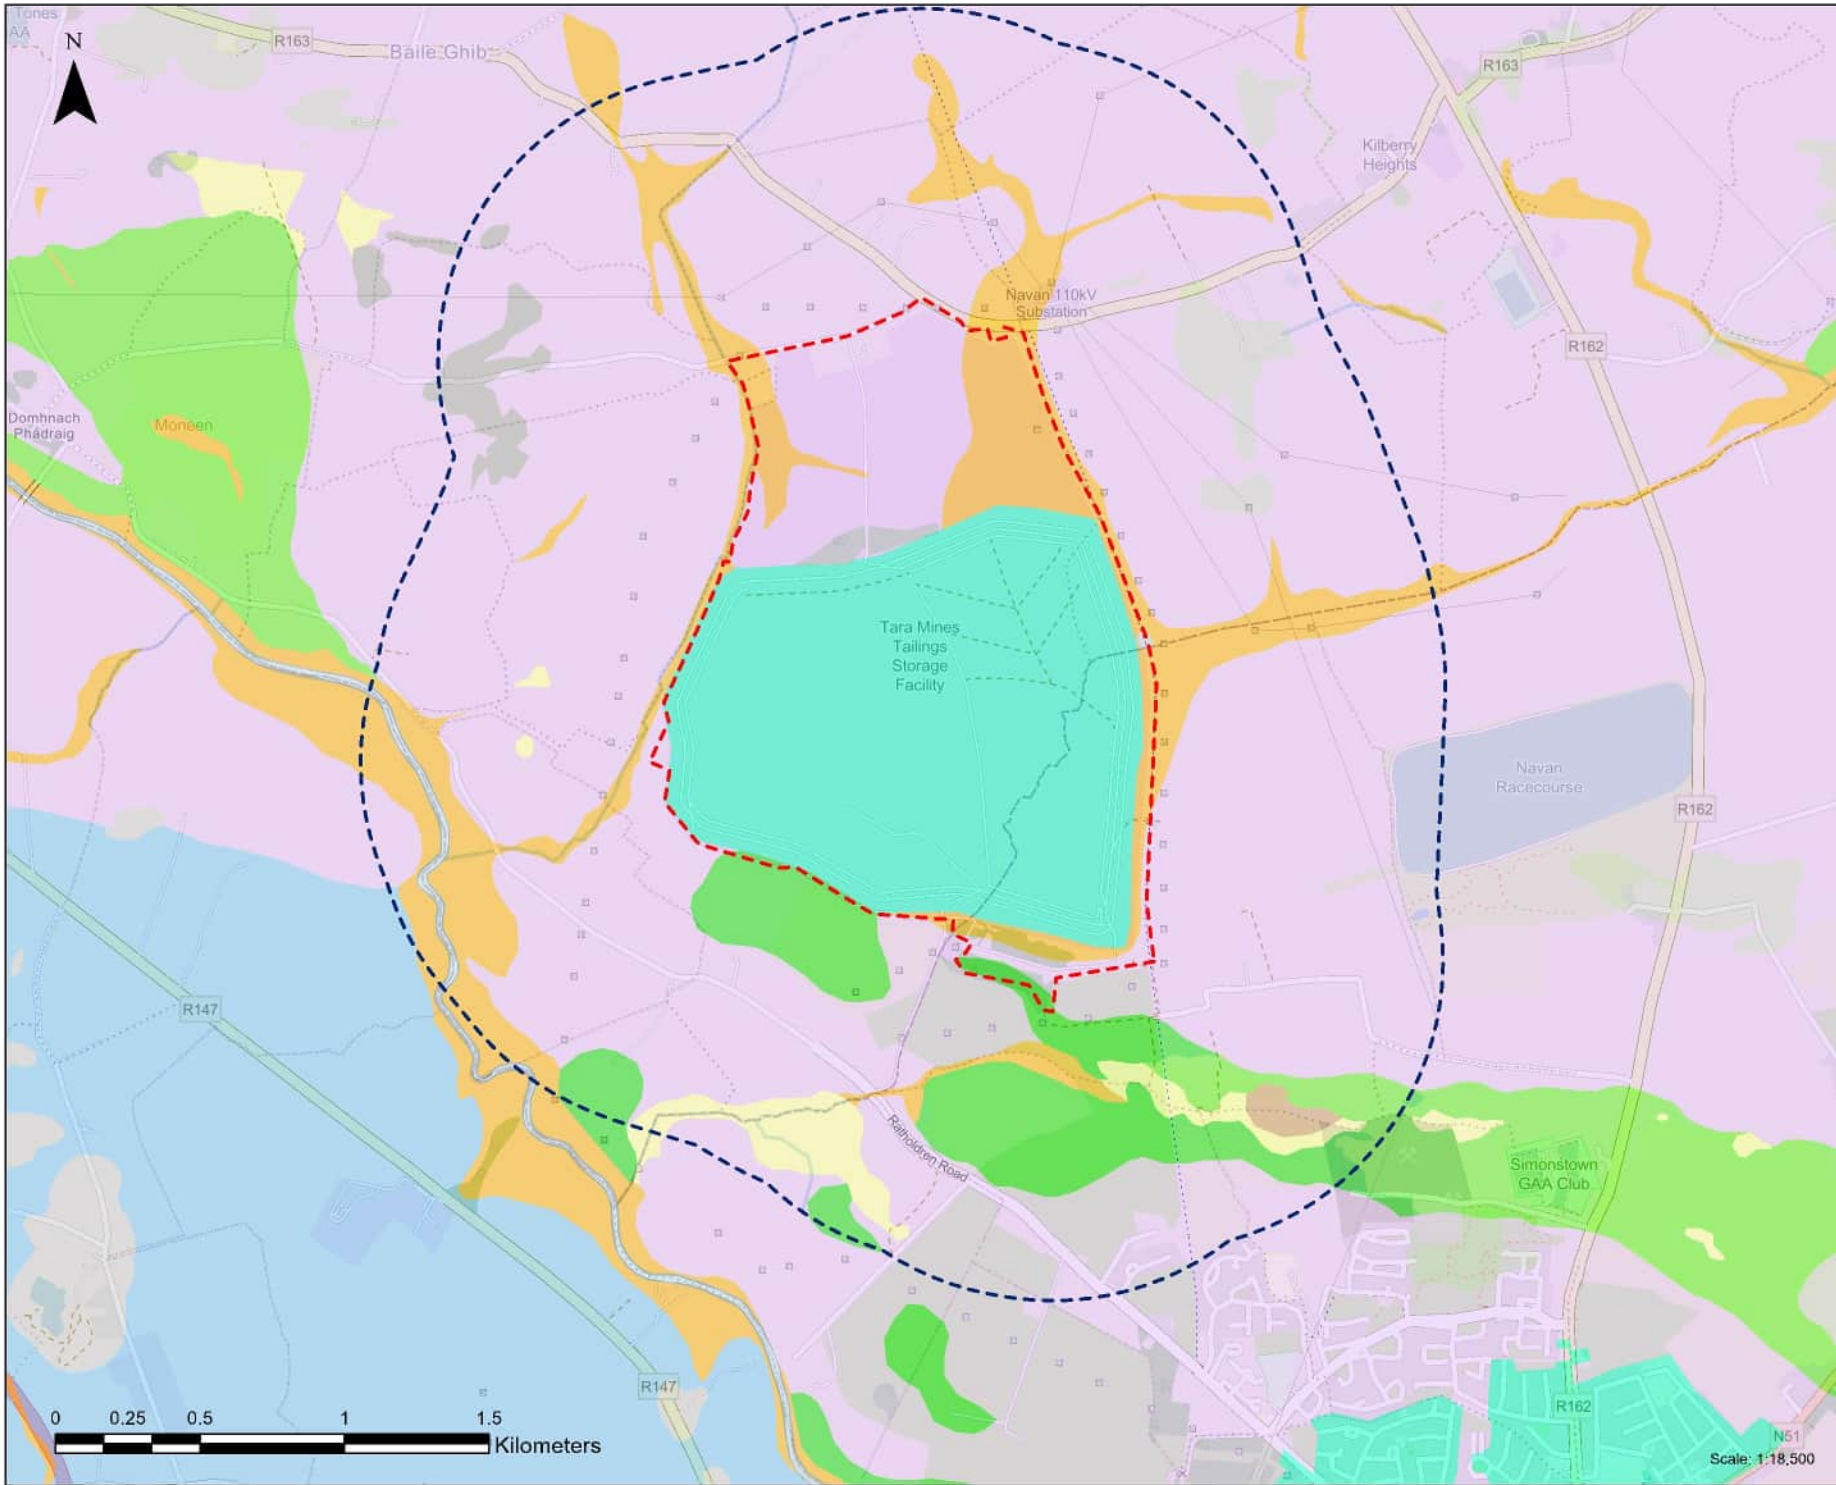 Tones
AA
N
R163
Baile Ghib
R163
Kilberry
Heights
Navan 110kV
Substation
R162
Domhnach
Phádraig
Moneen
Tara Mines
Tailings
Storage
Facility
Navan
Racecourse
R162
R147
Ratholdren Road
Simonstown
GAA Club
R147
R162
N51
0 0.25 0.5 1 1.5
Kilometers
Scale: 1:18,500